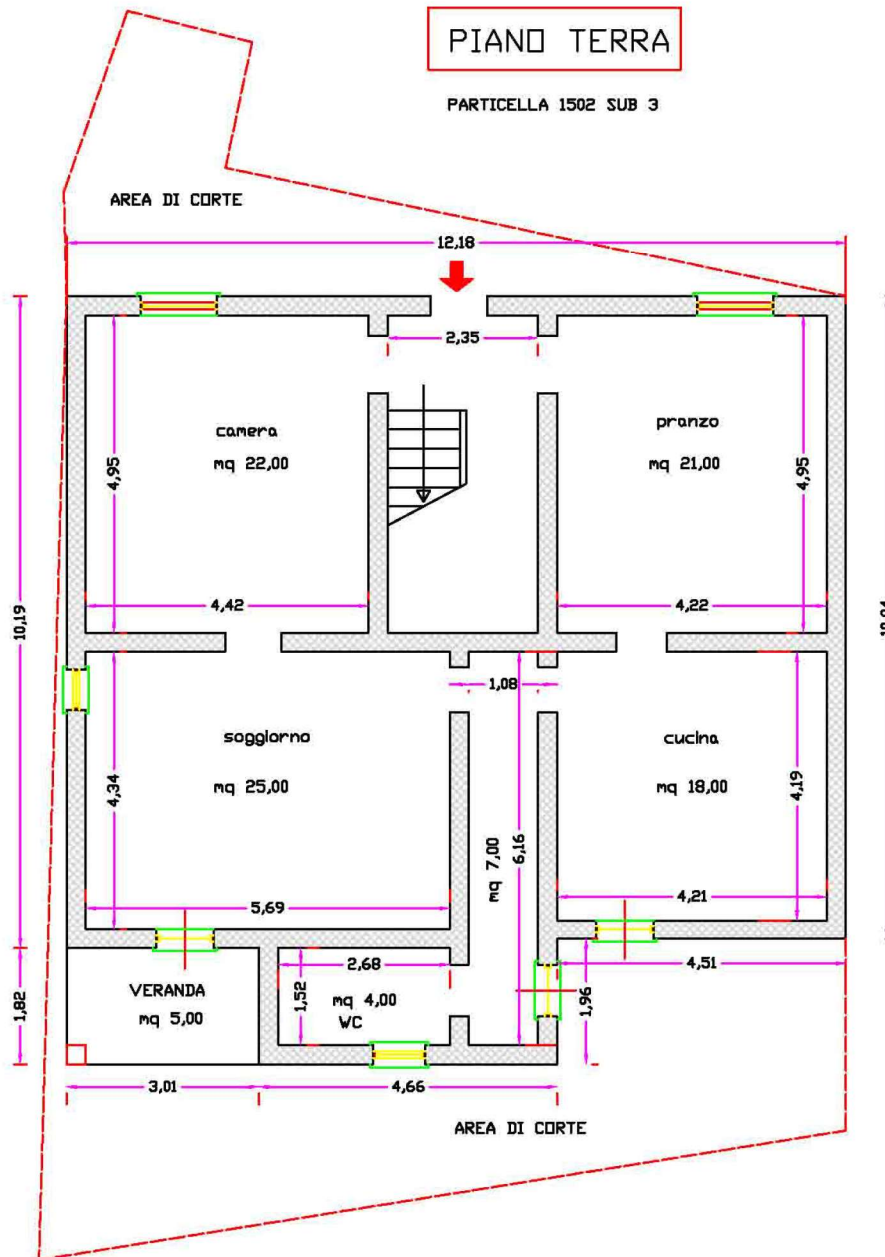 PIANO TERRA
PARTICELLA 1502 SUB 3
AREA DI CORTE
12,18
2,35
camera
mq 22,00
pranzo
mq 21,00
4,95
4,95
4,42
4,22
10,19
1,08
soggiorno
mq 25,00
cucina
mq 18,00
4,34
4,19
mq 7,00
6,16
5,69
4,21
2,68
4,51
VERANDA
mq 5,00
1,52
mq 4,00
WC
1,96
1,82
3,01
4,66
AREA DI CORTE